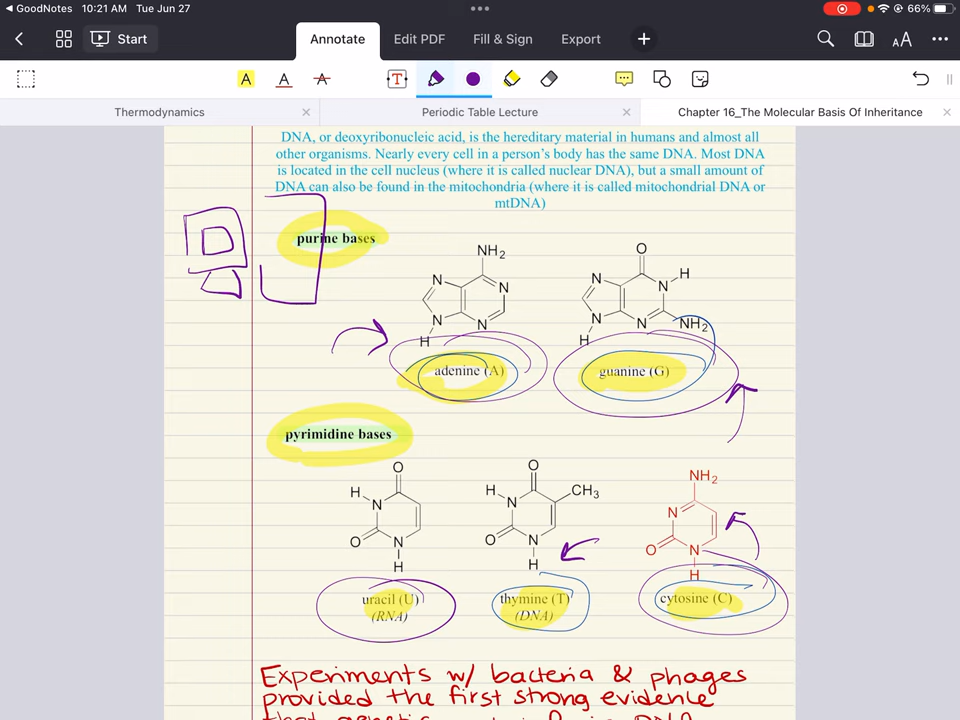 GoodNotes 10:21 AM Tue Jun 27 66%
Start Annotate Edit PDF Fill & Sign Export
A A A T
Thermodynamics Periodic Table Lecture Chapter 16_The Molecular Basis Of Inheritance
DNA, or deoxyribonucleic acid, is the hereditary material in humans and almost all
other organisms. Nearly every cell in a person's body has the same DNA. Most DNA
is located in the cell nucleus (where it is called nuclear DNA), but a small amount of
DNA can also be found in the mitochondria (where it is called mitochondrial DNA or
mtDNA)
purine bases
NH2 O
N N N N H
N N N N NH2
H H
adenine (A) guanine (G)
pyrimidine bases
O O NH2
H N H N CH3 N
O N O N O N
H H H
uracil (U) thymine (T) cytosine (C)
(RNA) (DNA)
Experiments w/ bacteria & phages
provided the first strong evidence